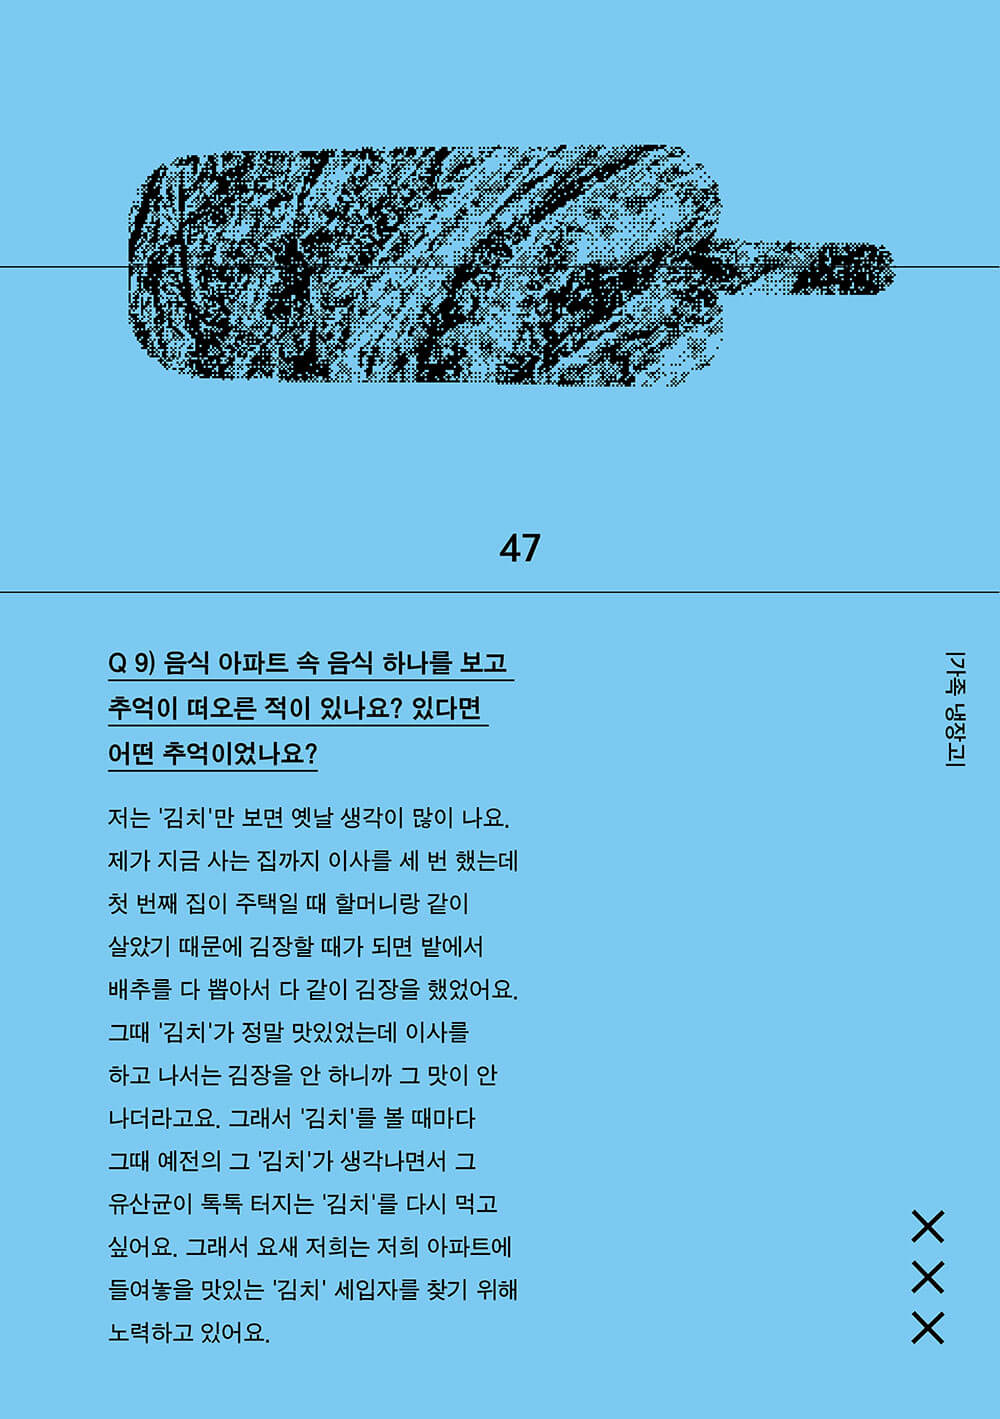 47
Q 9) 음식 아파트 속 음식 하나를 보고
추억이 떠오른 적이 있나요? 있다면
어떤 추억이었나요?
|가족 냉장고|
저는 '김치'만 보면 옛날 생각이 많이 나요.
제가 지금 사는 집까지 이사를 세 번 했는데
첫 번째 집이 주택일 때 할머니랑 같이
살았기 때문에 김장할 때가 되면 밭에서
배추를 다 뽑아서 다 같이 김장을 했었어요.
그때 '김치'가 정말 맛있었는데 이사를
하고 나서는 김장을 안 하니까 그 맛이 안
나더라고요. 그래서 '김치'를 볼 때마다
그때 예전의 그 '김치'가 생각나면서 그
유산균이 톡톡 터지는 '김치'를 다시 먹고
싶어요. 그래서 요새 저희는 저희 아파트에
들여놓을 맛있는 '김치' 세입자를 찾기 위해
노력하고 있어요.